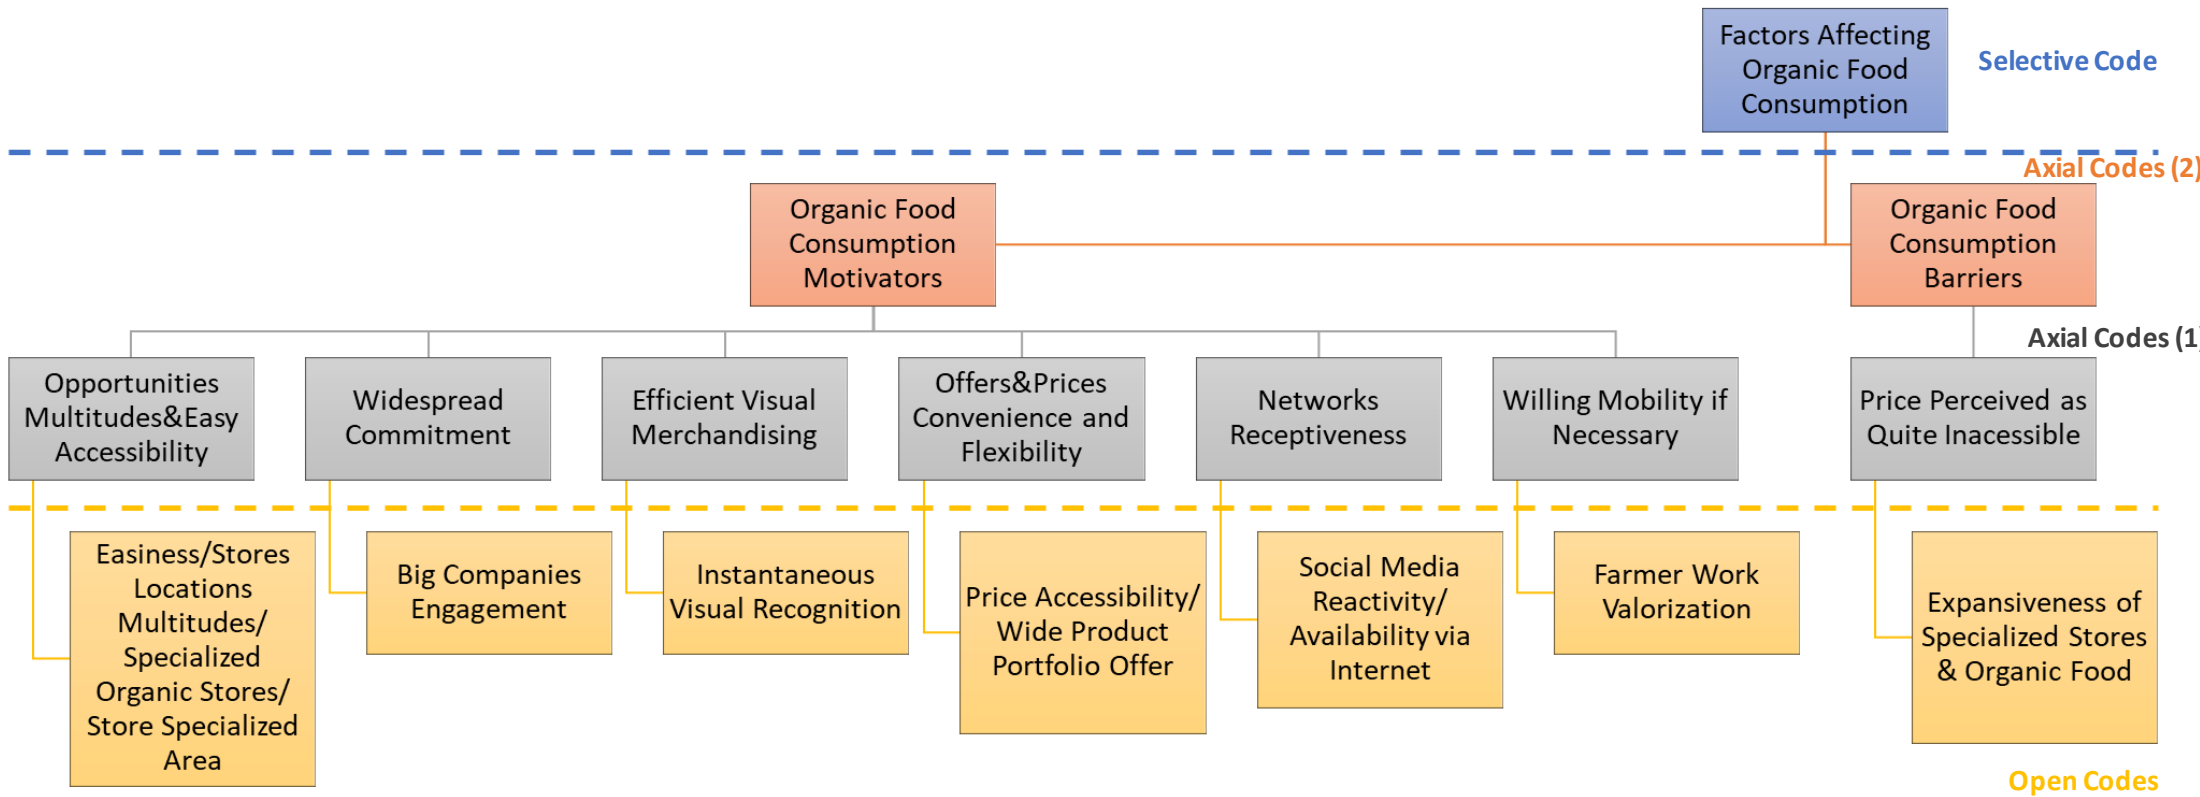 Factors Affecting
Organic Food
Consumption
Selective Code
Axial Codes (2)
Organic Food
Consumption
Motivators
Organic Food
Consumption
Barriers
Axial Codes (1)
Opportunities
Multitudes&Easy
Accessibility
Widespread
Commitment
Efficient Visual
Merchandising
Offers&Prices
Convenience and
Flexibility
Networks
Receptiveness
Willing Mobility if
Necessary
Price Perceived as
Quite Inacessible
Easiness/Stores
Locations
Multitudes/
Specialized
Organic Stores/
Store Specialized
Area
Big Companies
Engagement
Instantaneous
Visual Recognition
Price Accessibility/
Wide Product
Portfolio Offer
Social Media
Reactivity/
Availability via
Internet
Farmer Work
Valorization
Expansiveness of
Specialized Stores
& Organic Food
Open Codes